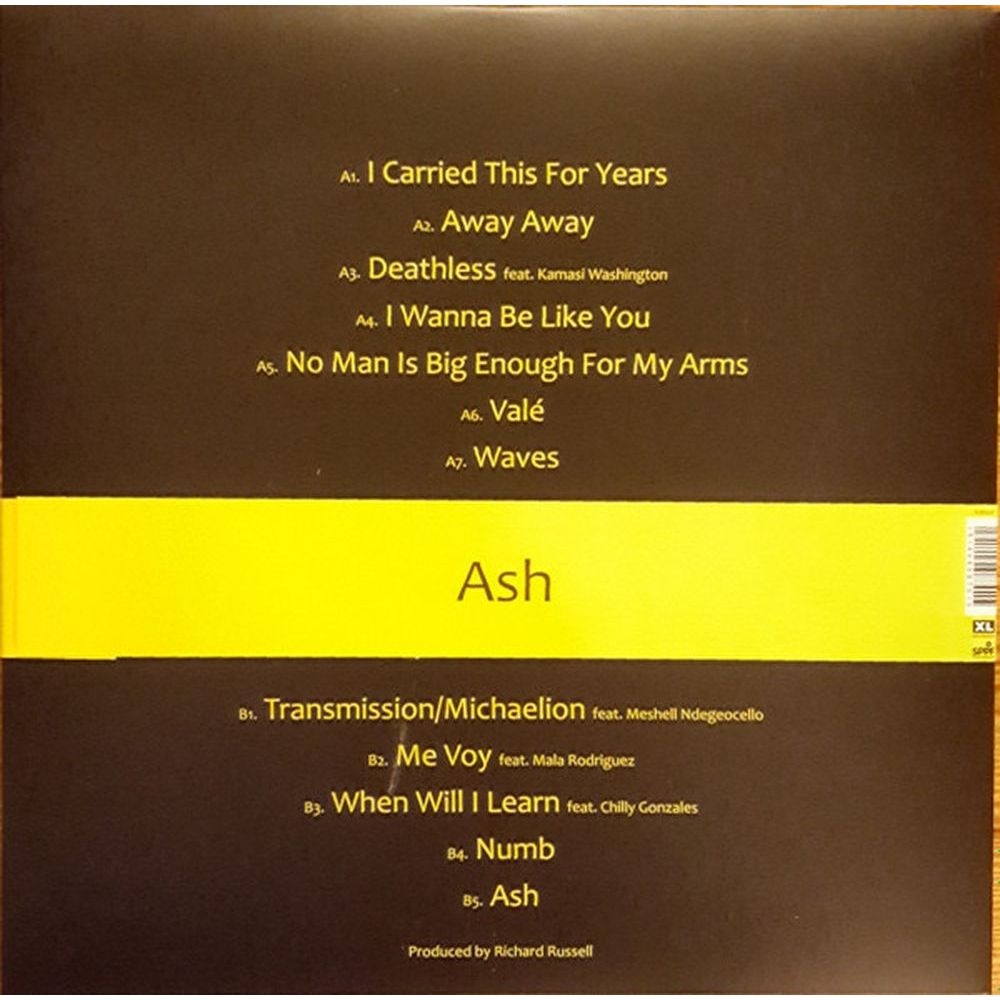 A1. I Carried This For Years
A2. Away Away
A3. Deathless feat. Kamasi Washington
A4. I Wanna Be Like You
A5. No Man Is Big Enough For My Arms
A6. Valé
A7. Waves
Ash
XL
SPPF
B1. Transmission/Michaelion feat. Meshell Ndegeocello
B2. Me Voy feat. Mala Rodriguez
B3. When Will I Learn feat. Chilly Gonzales
B4. Numb
B5. Ash
Produced by Richard Russell